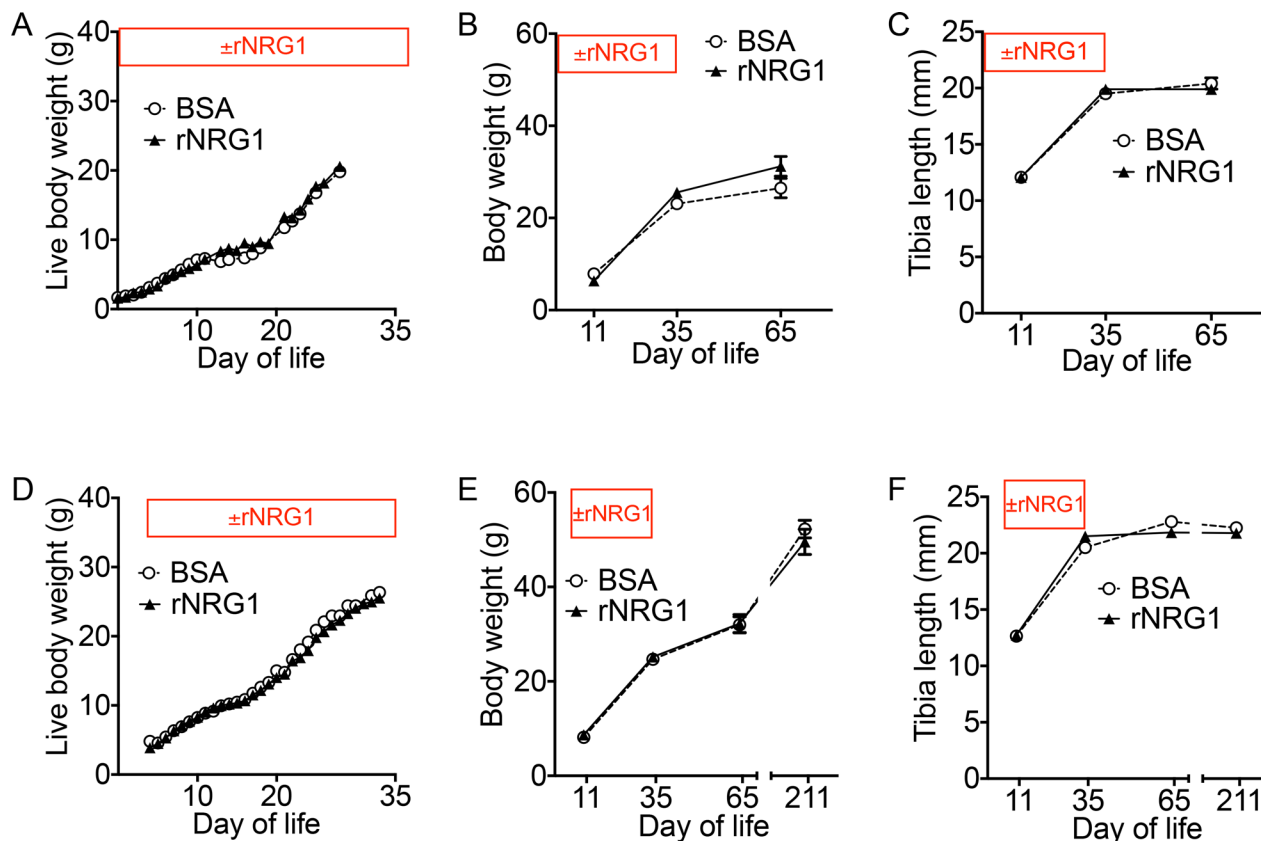 A
Live body weight (g)
40
30
20
10
0
±rNRG1
BSA
rNRG1
10
20
35
Day of life
B
Body weight (g)
60
40
20
0
±rNRG1
BSA
rNRG1
11
35
65
Day of life
C
Tibia length (mm)
25
20
15
10
5
0
±rNRG1
BSA
rNRG1
11
35
65
Day of life
D
Live body weight (g)
40
30
20
10
0
±rNRG1
BSA
rNRG1
10
20
35
Day of life
E
Body weight (g)
60
40
20
0
±rNRG1
BSA
rNRG1
11
35
65
211
Day of life
F
Tibia length (mm)
25
20
15
10
5
0
±rNRG1
BSA
rNRG1
11
35
65
211
Day of life